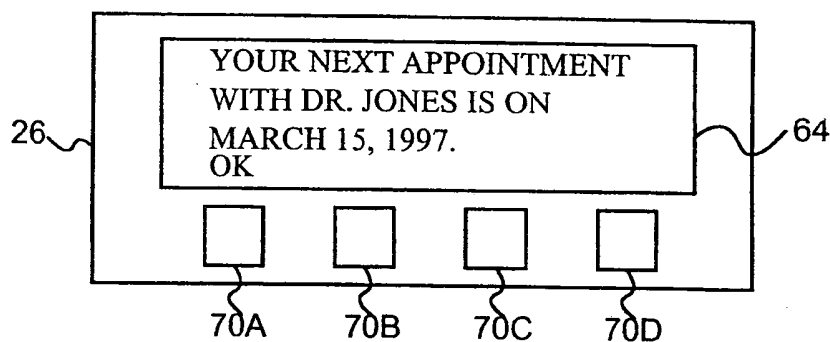 YOUR NEXT APPOINTMENT
WITH DR. JONES IS ON
MARCH 15, 1997.
OK
26
64
70A 70B 70C 70D